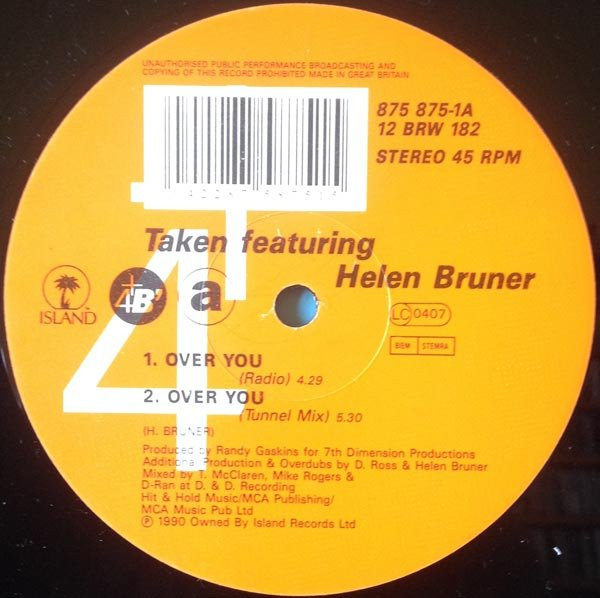 UNAUTHORISED PUBLIC PERFORMANCE BROADCASTING AND
COPYING OF THIS RECORD PROHIBITED MADE IN GREAT BRITAIN
875 875-1A
12 BRW 182
STEREO 45 RPM
4
Taken featuring
Helen Bruner
ISLAND
4TH B'
a
LC 0407
BIEM STEMRA
1. OVER YOU
(Radio) 4.29
2. OVER YOU
(Tunnel Mix) 5.30
(H. BRUNER)
Produced by Randy Gaskins for 7th Dimension Productions
Additional Production & Overdubs by D. Ross & Helen Bruner
Mixed by T. McClaren, Mike Rogers &
D-Ran at D. & D. Recording
Hit & Hold Music/MCA Publishing/
MCA Music Pub Ltd
℗ 1990 Owned By Island Records Ltd